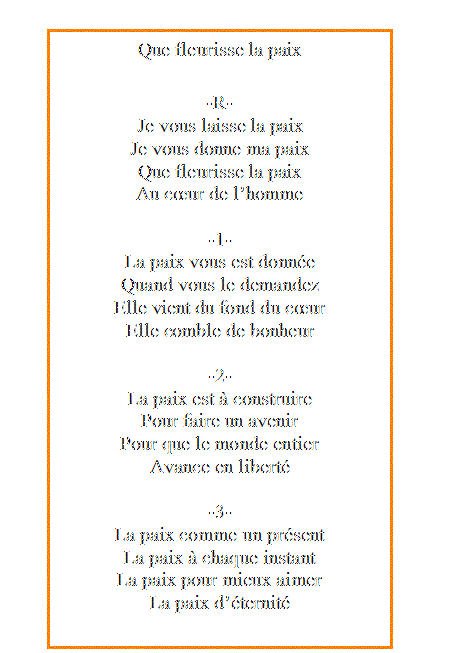 Que fleurisse la paix
-R-
Je vous laisse la paix
Je vous donne ma paix
Que fleurisse la paix
Au cœur de l’homme
-1-
La paix vous est donnée
Quand vous le demandez
Elle vient du fond du cœur
Elle comble de bonheur
-2-
La paix est à construire
Pour faire un avenir
Pour que le monde entier
Avance en liberté
-3-
La paix comme un présent
La paix à chaque instant
La paix pour mieux aimer
La paix d’éternité